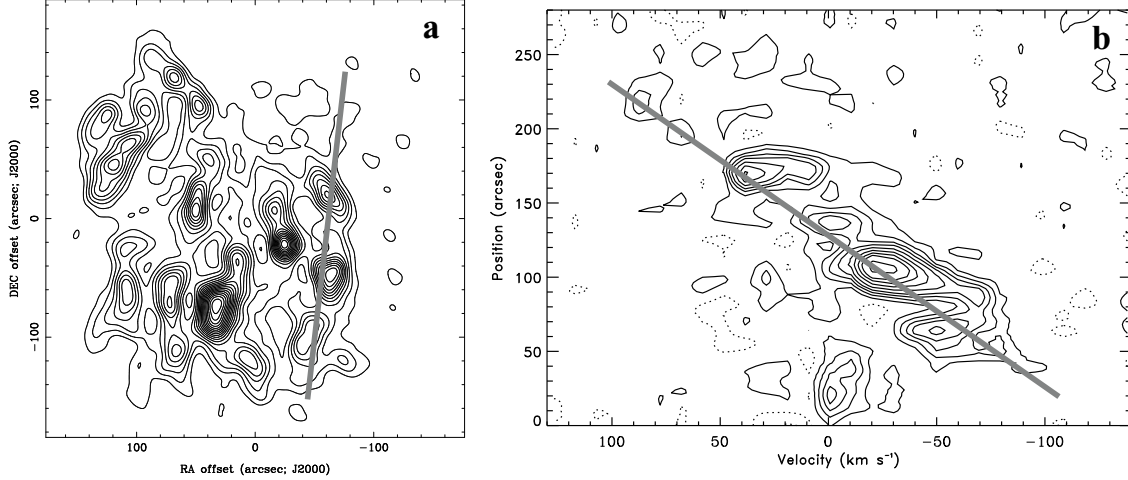 a
100
0
−100
DEC offset (arcsec; J2000)
100
0
−100
RA offset (arcsec; J2000)
b
250
200
150
100
50
0
Position (arcsec)
100
50
0
−50
−100
Velocity (km s⁻¹)